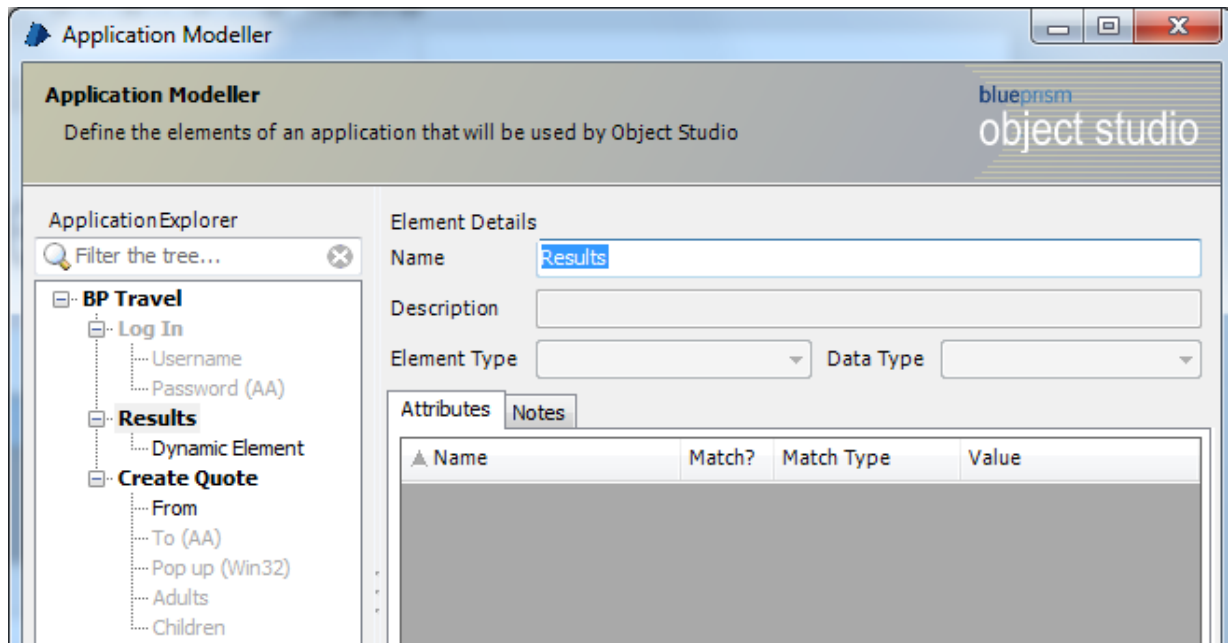 Application Modeller
Application Modeller
Define the elements of an application that will be used by Object Studio
blueprism
object studio
Application Explorer
Filter the tree...
BP Travel
Log In
Username
Password (AA)
Results
Dynamic Element
Create Quote
From
To (AA)
Pop up (Win32)
Adults
Children
Element Details
Name Results
Description
Element Type Data Type
Attributes Notes
Name Match? Match Type Value